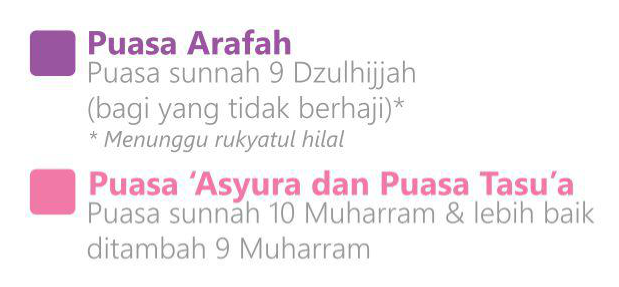 Puasa Arafah
Puasa sunnah 9 Dzulhijjah
(bagi yang tidak berhaji)*
* Menunggu rukyatul hilal
Puasa ‘Asyura dan Puasa Tasu’a
Puasa sunnah 10 Muharram & lebih baik
ditambah 9 Muharram